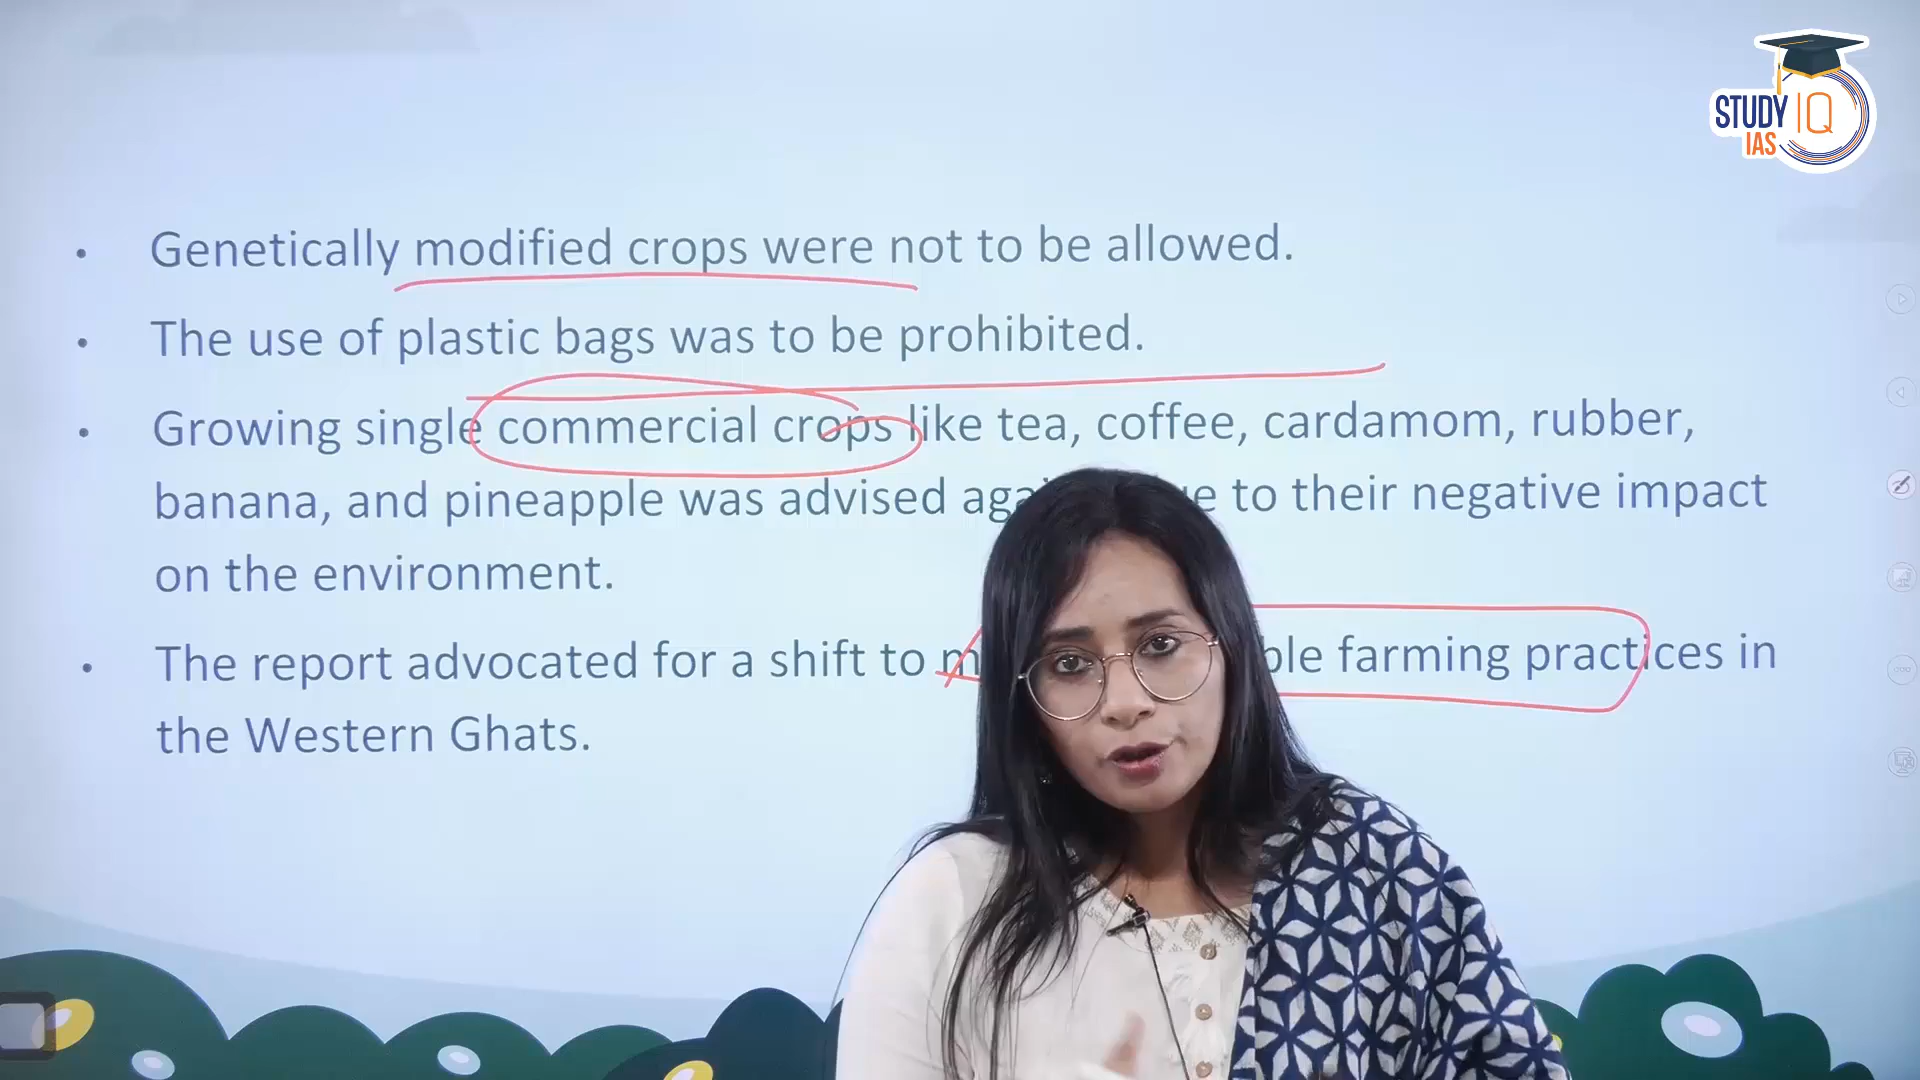 STUDY IQ
IAS
• Genetically modified crops were not to be allowed.
• The use of plastic bags was to be prohibited.
• Growing single commercial crops like tea, coffee, cardamom, rubber,
banana, and pineapple was advised to their negative impact
on the environment.
• The report advocated for a shift to farming practices in
the Western Ghats.